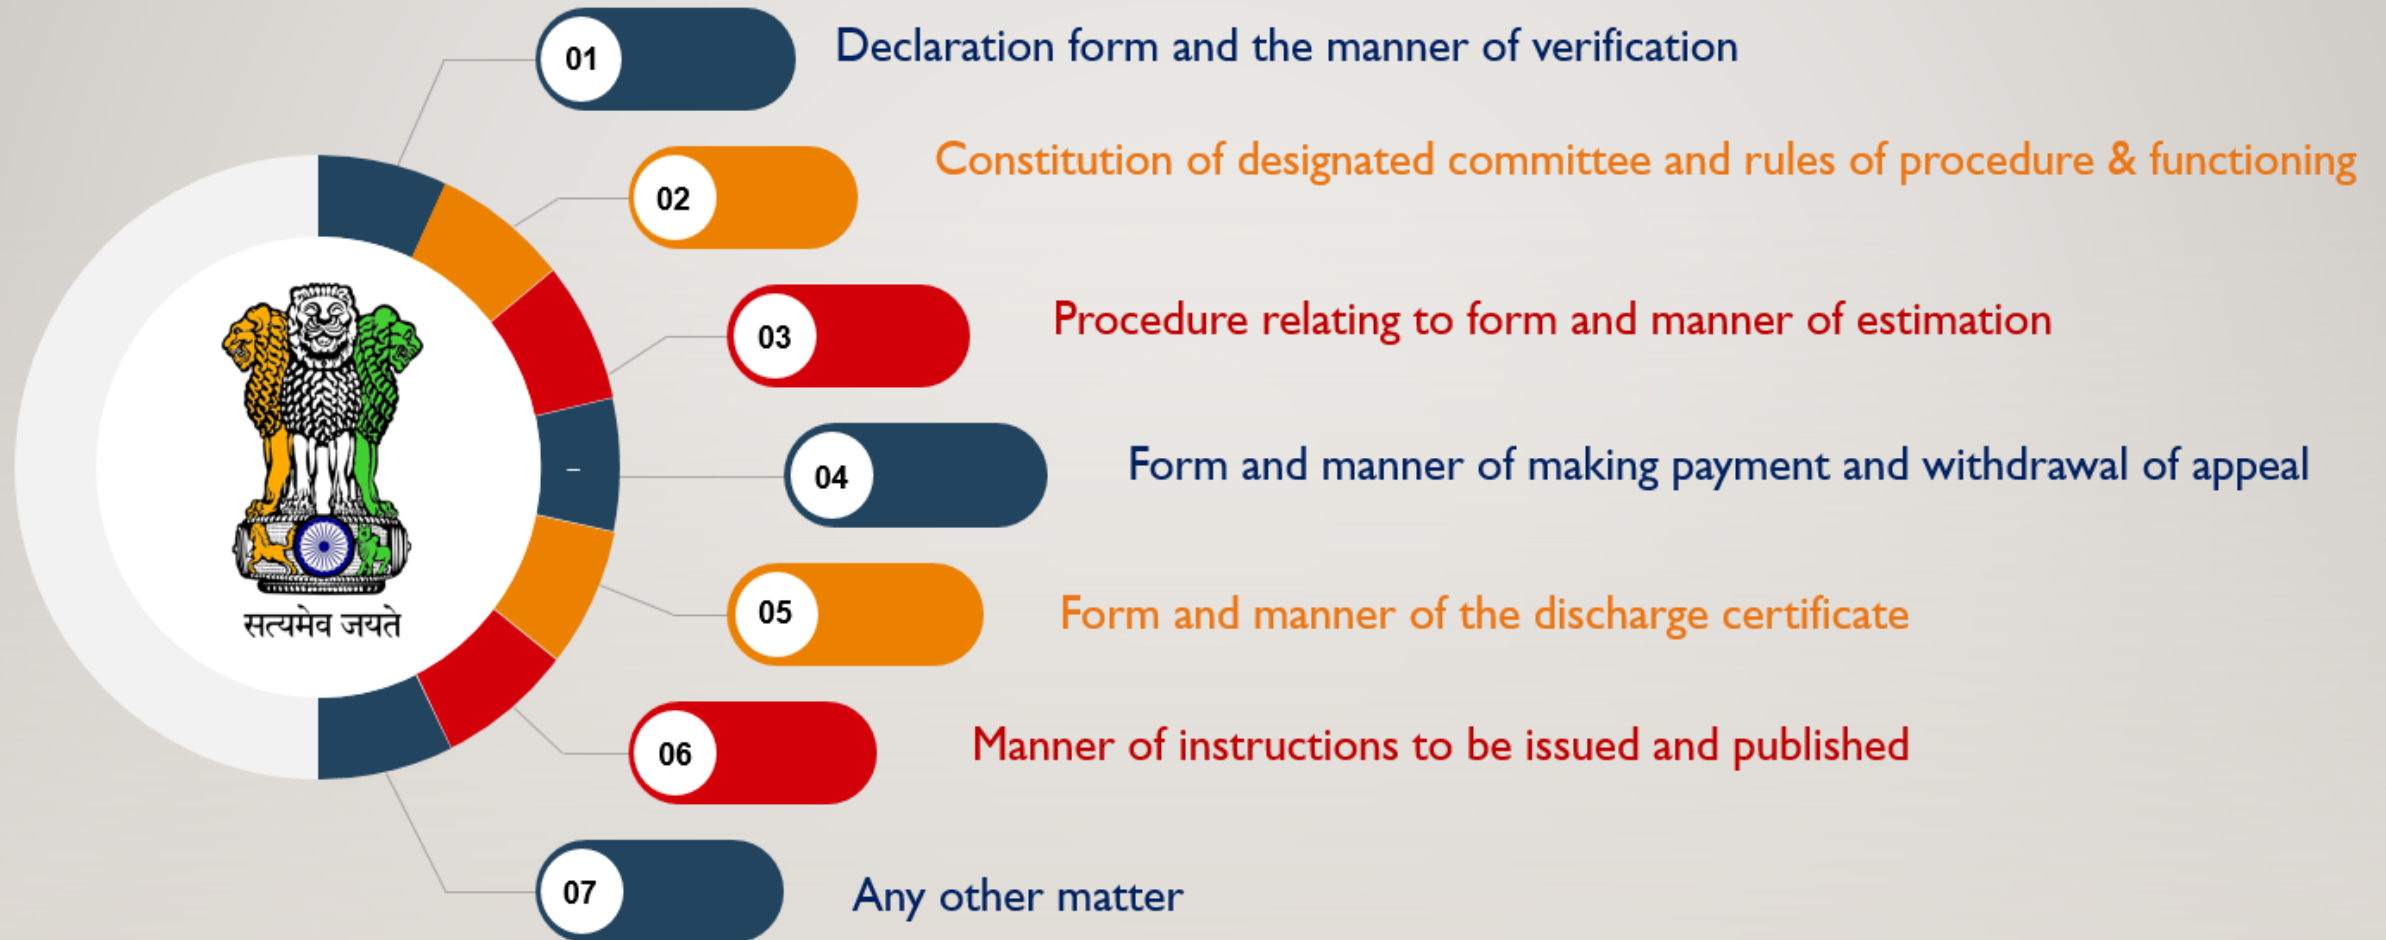 01
Declaration form and the manner of verification
02
Constitution of designated committee and rules of procedure & functioning
03
Procedure relating to form and manner of estimation
04
Form and manner of making payment and withdrawal of appeal
05
Form and manner of the discharge certificate
06
Manner of instructions to be issued and published
07
Any other matter
सत्यमेव जयते